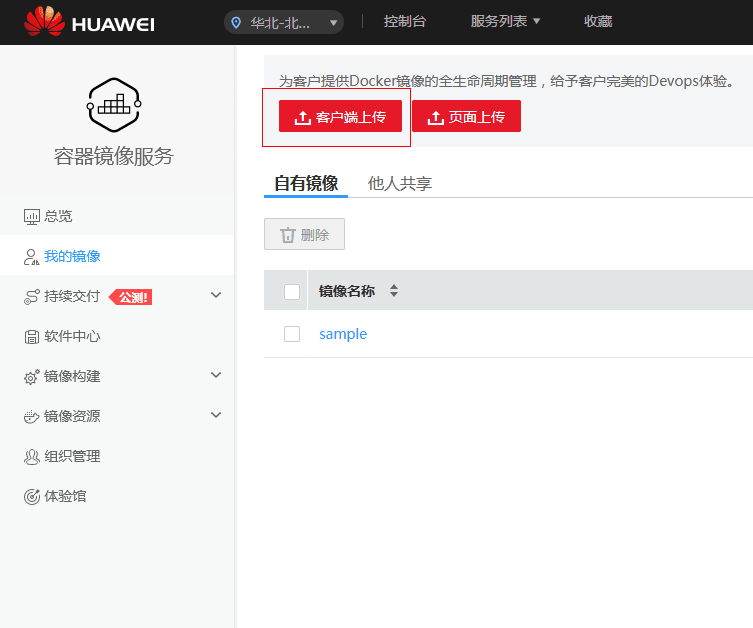 HUAWEI
华北-北...
控制台
服务列表
收藏
容器镜像服务
总览
我的镜像
持续交付 公测!
软件中心
镜像构建
镜像资源
组织管理
体验馆
为客户提供Docker镜像的全生命周期管理，给予客户完美的Devops体验。
客户端上传
页面上传
自有镜像
他人共享
删除
镜像名称
sample